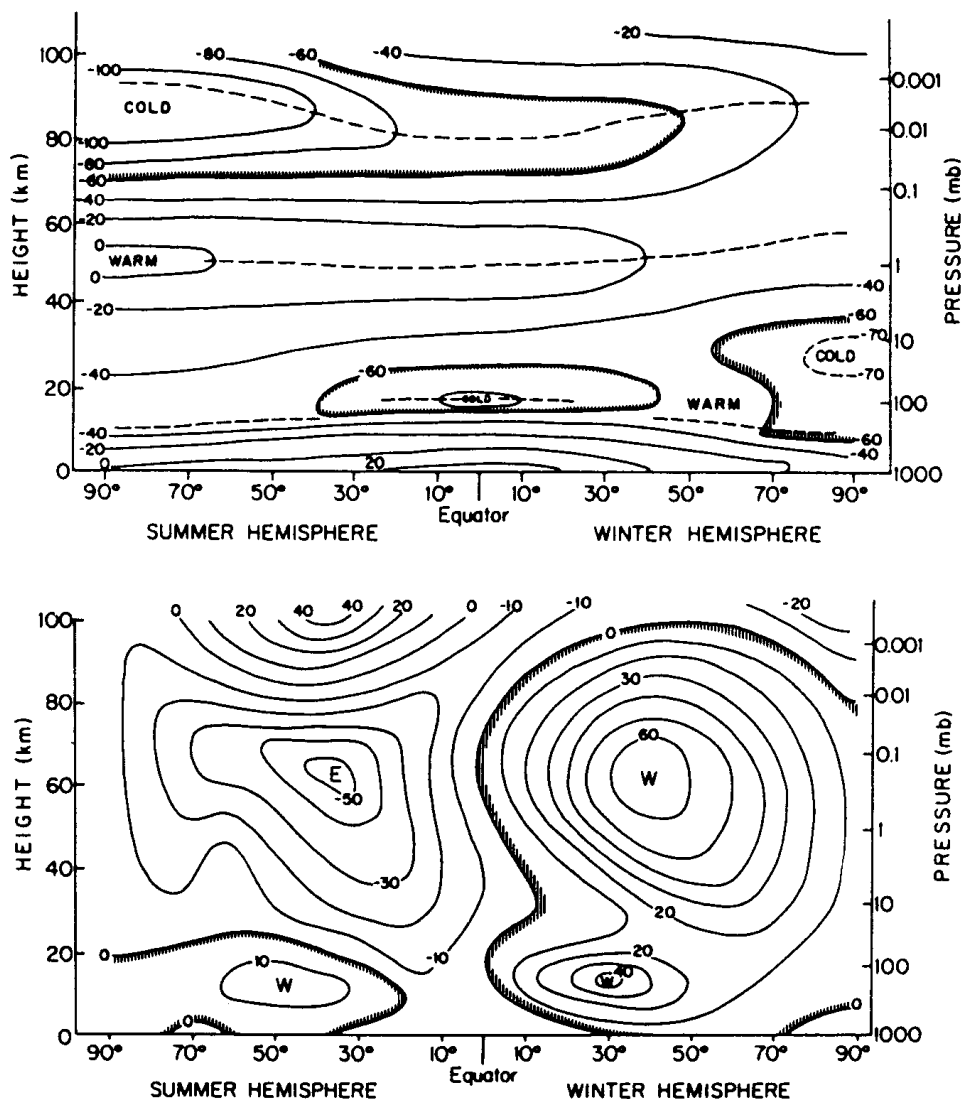 -20
100 -80 -60 -40
-100 0.001
COLD
0.01
80 -100
-80
-60 0.1
-40
60 -20
0
WARM 1
0
40 -20 -40
-60
-70 10
COLD
-40 -60 -70
20 COLD WARM 100
-40 60
-20 -40
0 0 20 1000
HEIGHT (km)
PRESSURE (mb)
90° 70° 50° 30° 10° 10° 30° 50° 70° 90°
Equator
SUMMER HEMISPHERE WINTER HEMISPHERE
0 20 40 40 20 0 -10 -10 -20
100 0 0.001
30
80 0.01
60 0.1
E W
60 -50
1
40
-30
20 10
20 0 10 -10 20 100
W W 40
0 0 0 1000
HEIGHT (km)
PRESSURE (mb)
90° 70° 50° 30° 10° 10° 30° 50° 70° 90°
Equator
SUMMER HEMISPHERE WINTER HEMISPHERE